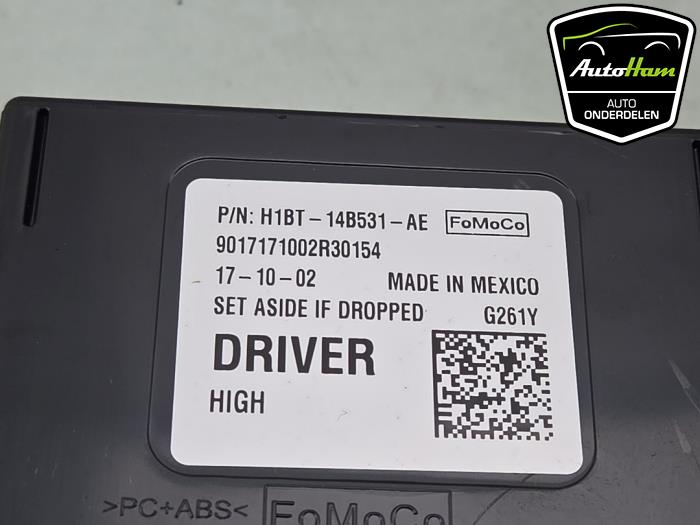 AutoHam
AUTO
ONDERDELEN
P/N: H1BT-14B531-AE FoMoCo
9017171002R30154
17-10-02 MADE IN MEXICO
SET ASIDE IF DROPPED G261Y
DRIVER
HIGH
>PC+ABS< FoMoCo